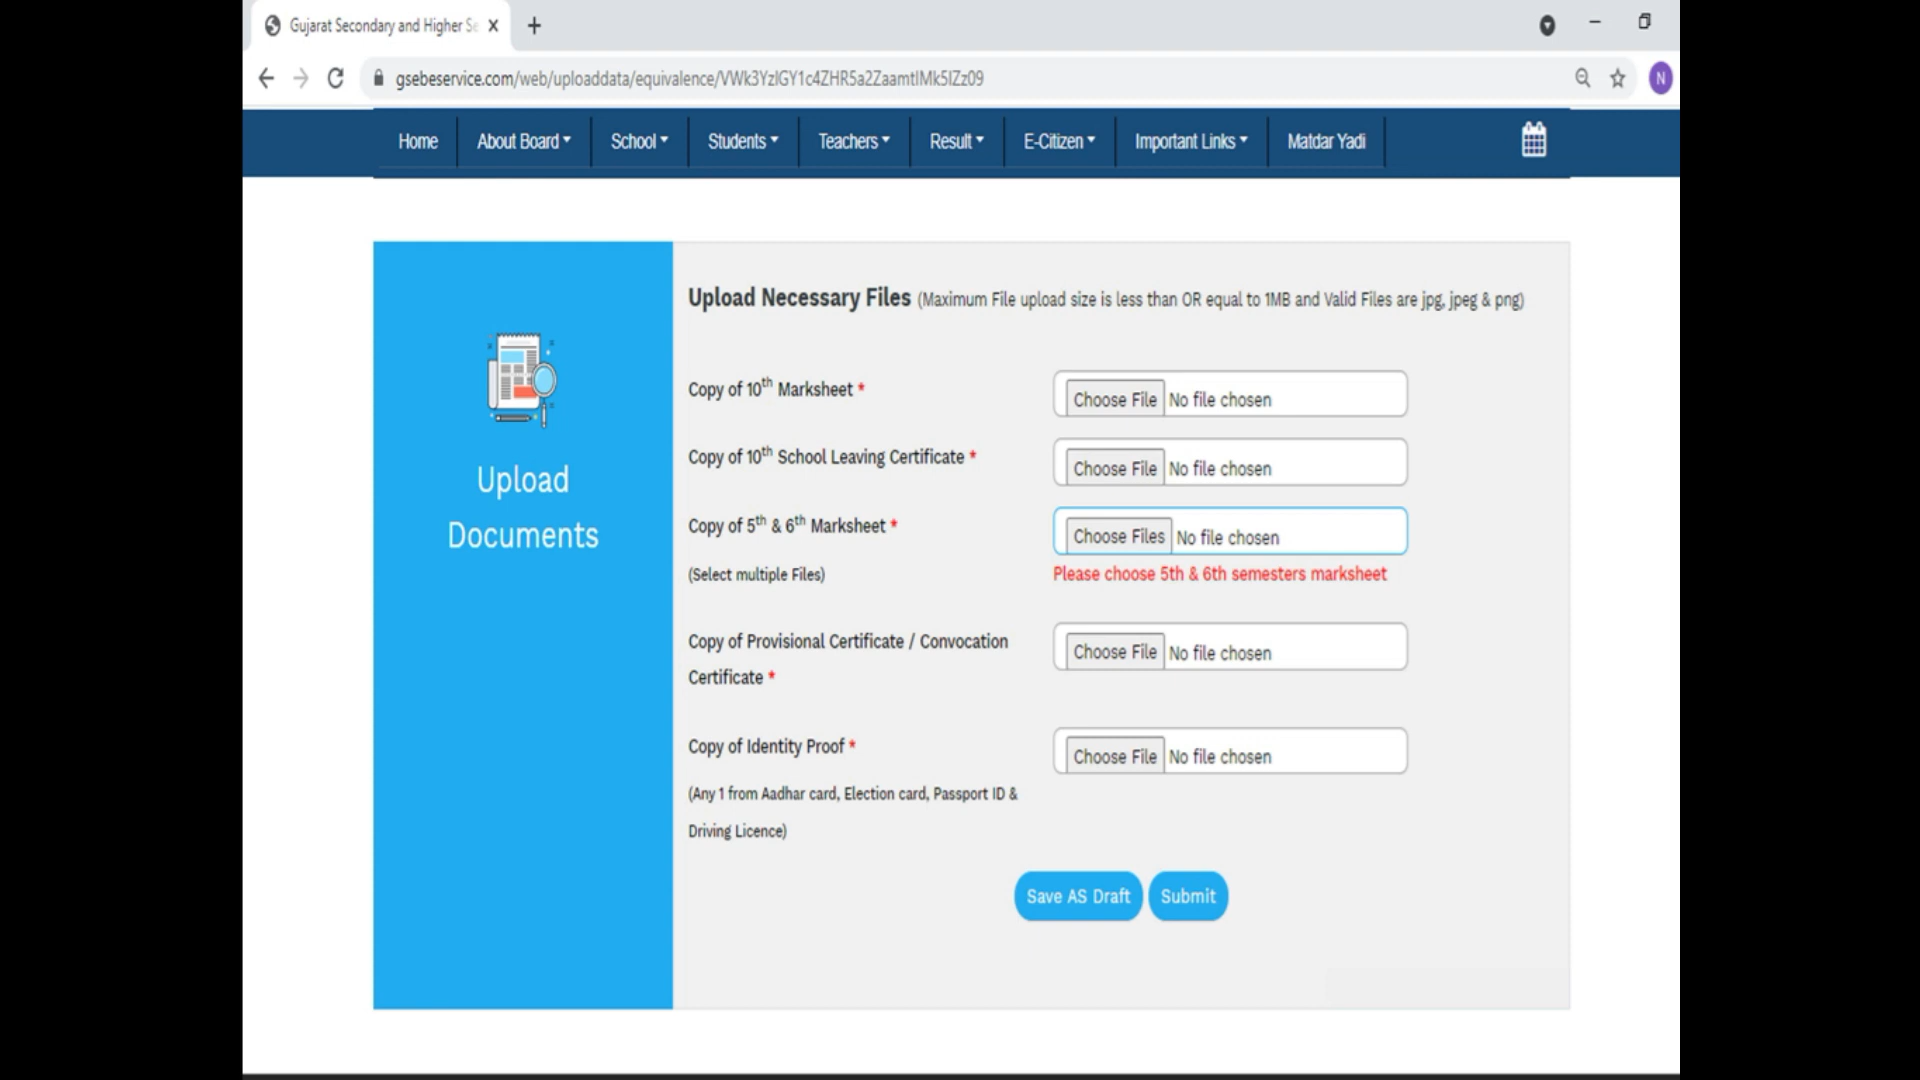 Gujarat Secondary and Higher Se
gsebeservice.com/web/uploaddata/equivalence/
N
Home About Board School Students Teachers Result E-Citizen Important Links Matdar Yadi
Upload Necessary Files (Maximum File upload size is less than OR equal to 1MB and Valid Files are jpg, jpeg & png)
Upload
Documents
Copy of 10th Marksheet * Choose File No file chosen
Copy of 10th School Leaving Certificate * Choose File No file chosen
Copy of 5th & 6th Marksheet * Choose Files No file chosen
(Select multiple Files) Please choose 5th & 6th semesters marksheet
Copy of Provisional Certificate / Convocation Choose File No file chosen
Certificate *
Copy of Identity Proof * Choose File No file chosen
(Any 1 from Aadhar card, Election card, Passport ID &
Driving Licence)
Save AS Draft Submit